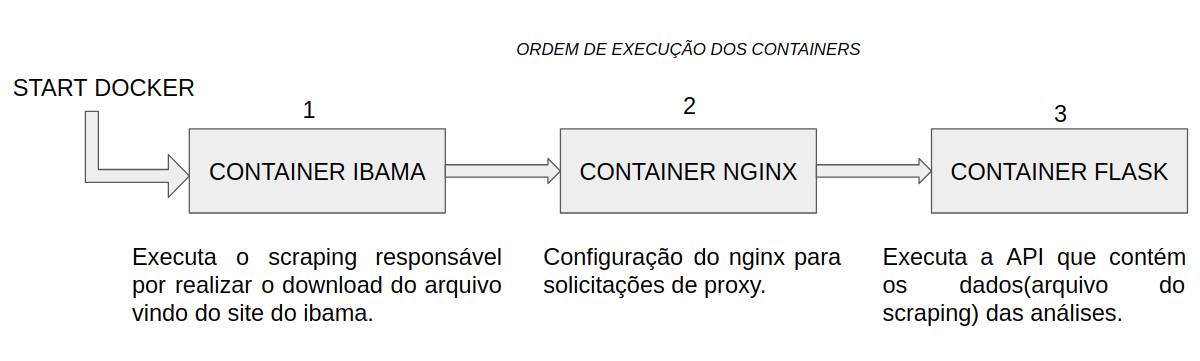 ORDEM DE EXECUÇÃO DOS CONTAINERS
START DOCKER
1
2
3
CONTAINER IBAMA
CONTAINER NGINX
CONTAINER FLASK
Executa o scraping responsável
por realizar o download do arquivo
vindo do site do ibama.
Configuração do nginx para
solicitações de proxy.
Executa a API que contém
os dados(arquivo do
scraping) das análises.